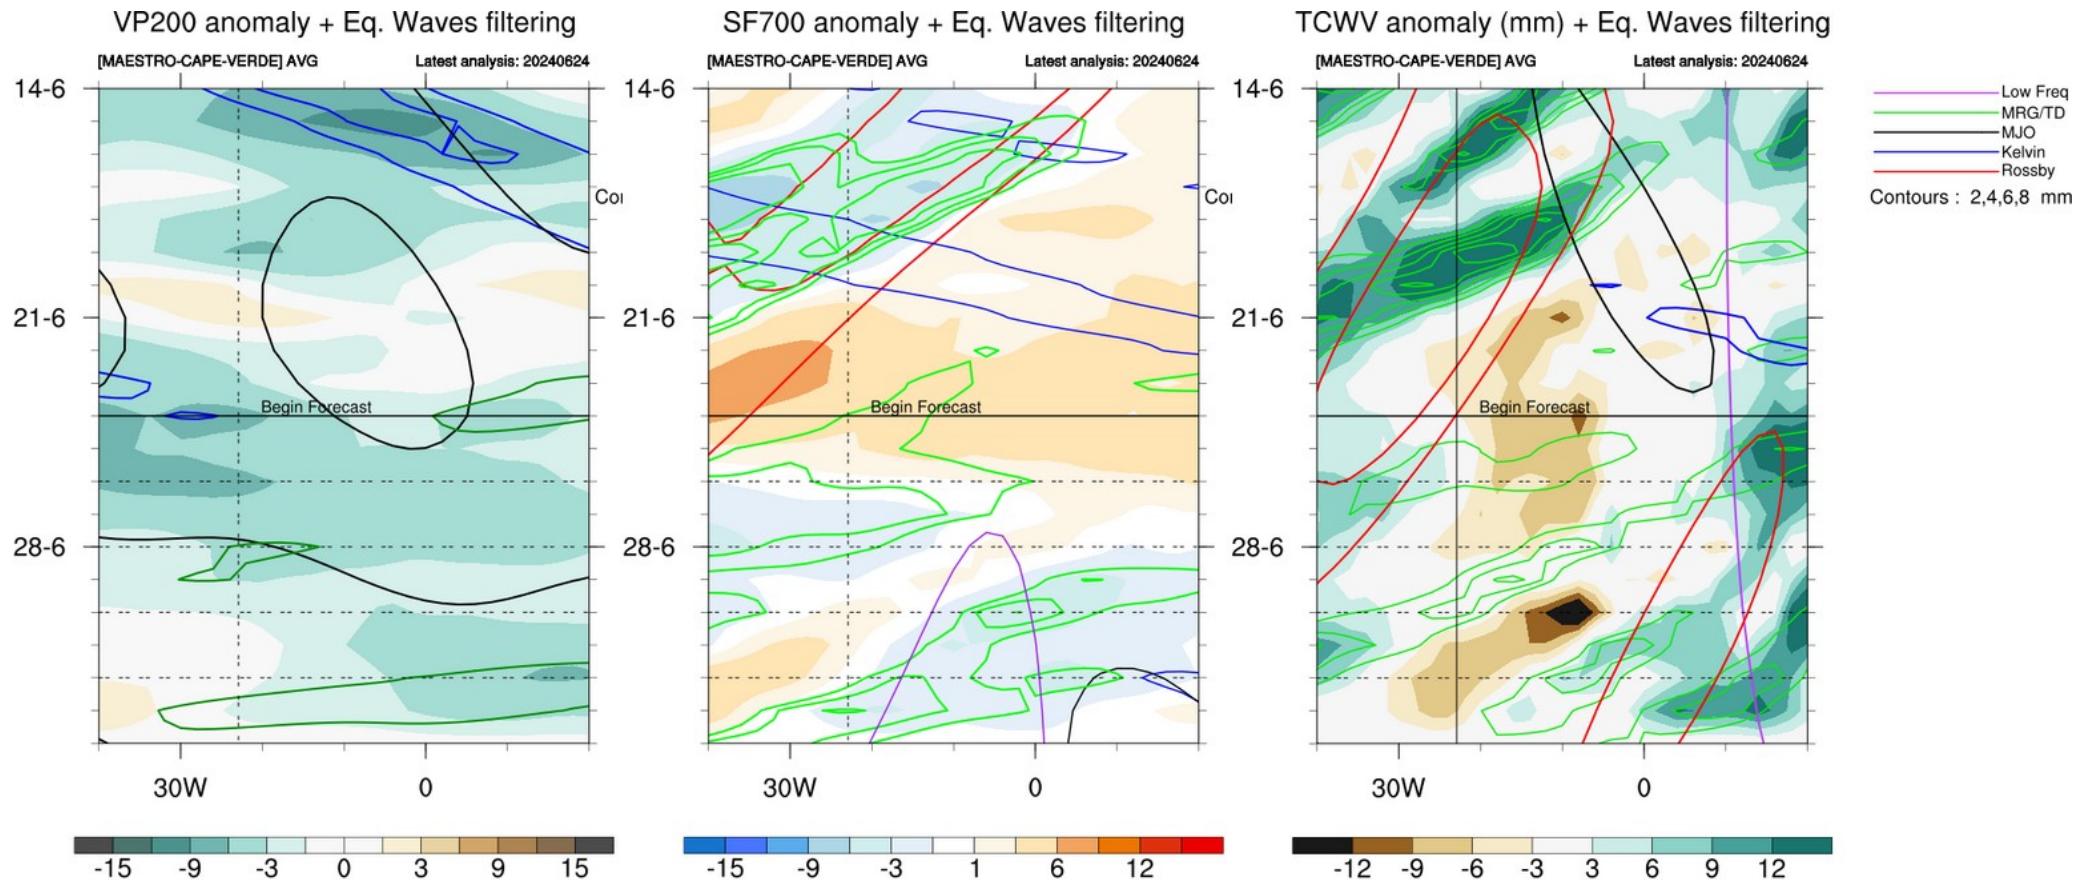 VP200 anomaly + Eq. Waves filtering
[MAESTRO-CAPE-VERDE] AVG
Latest analysis: 20240624
14-6
21-6
28-6
Begin Forecast
30W
0
-15
-9
-3
0
3
9
15
Coı
SF700 anomaly + Eq. Waves filtering
[MAESTRO-CAPE-VERDE] AVG
Latest analysis: 20240624
14-6
21-6
28-6
Begin Forecast
30W
0
-15
-9
-3
1
6
12
Coı
TCWV anomaly (mm) + Eq. Waves filtering
[MAESTRO-CAPE-VERDE] AVG
Latest analysis: 20240624
14-6
21-6
28-6
Begin Forecast
30W
0
-12
-9
-6
-3
3
6
9
12
Low Freq
MRG/TD
MJO
Kelvin
Rossby
Contours : 2,4,6,8 mm